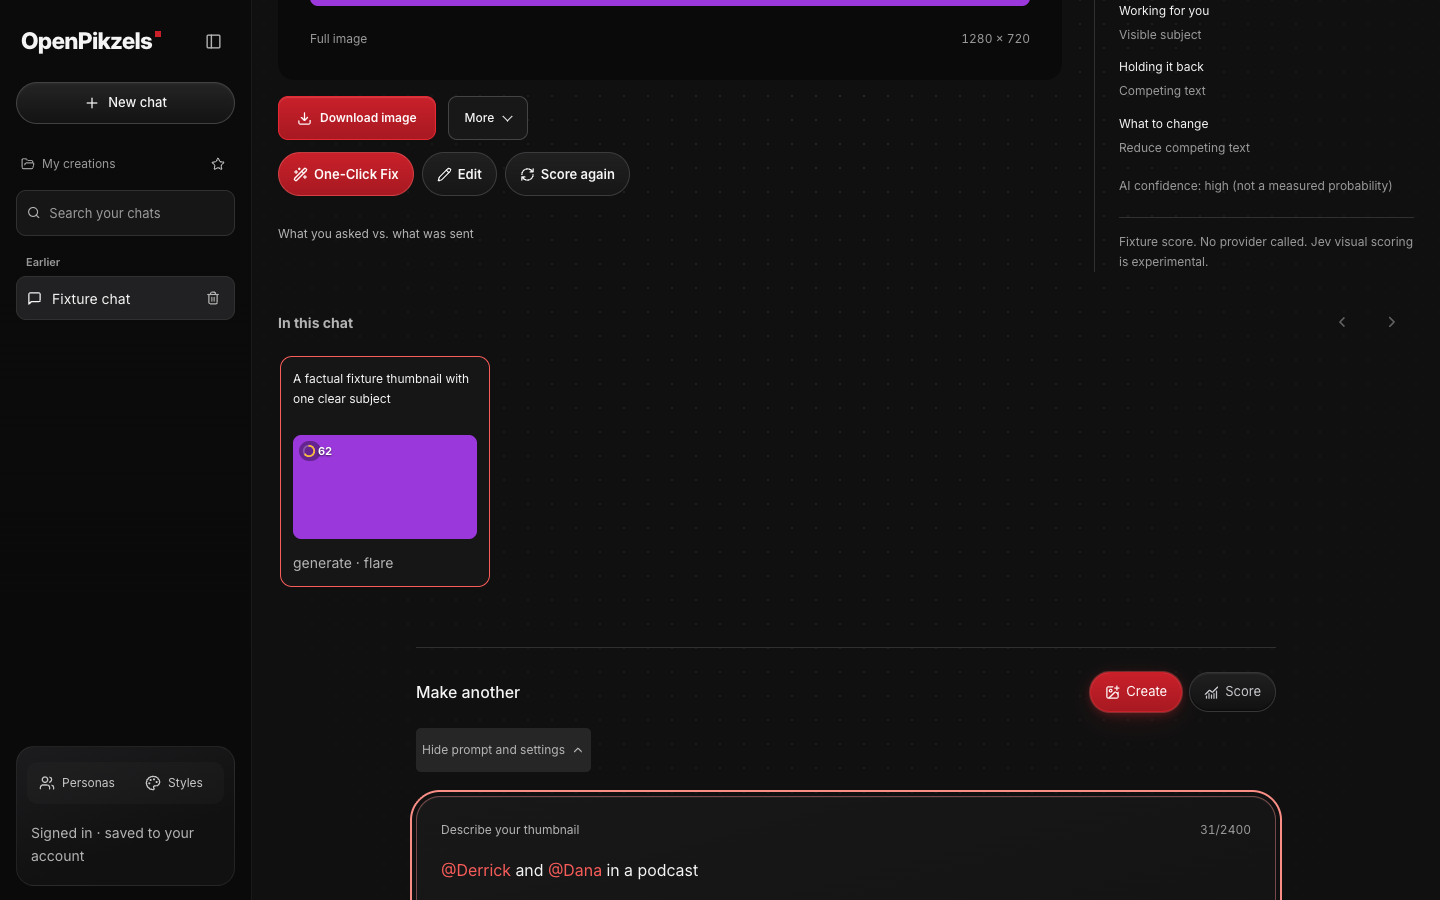 OpenPikzels
New chat
My creations
Search your chats
Earlier
Fixture chat
Personas
Styles
Signed in · saved to your
account
Full image
1280 × 720
Download image
More
One-Click Fix
Edit
Score again
What you asked vs. what was sent
Working for you
Visible subject
Holding it back
Competing text
What to change
Reduce competing text
AI confidence: high (not a measured probability)
Fixture score. No provider called. Jev visual scoring
is experimental.
In this chat
A factual fixture thumbnail with
one clear subject
62
generate · flare
Make another
Create
Score
Hide prompt and settings
Describe your thumbnail
31/2400
@Derrick and @Dana in a podcast